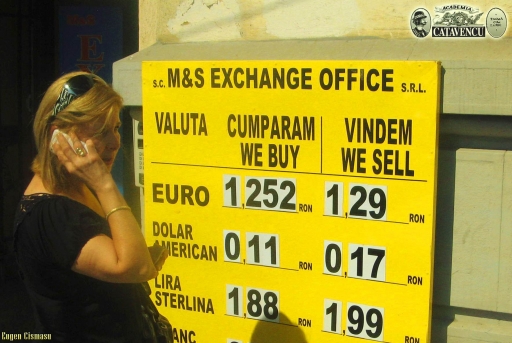 ACADEMIA
CATAVENCU
S.C. M&S EXCHANGE OFFICE S.R.L.
VALUTA CUMPARAM VINDEM
WE BUY WE SELL
EURO 1,252 RON 1,29 RON
DOLAR
AMERICAN 0,11 RON 0,17 RON
LIRA
STERLINA 1,88 RON 1,99 RON
Eugen Cismasu